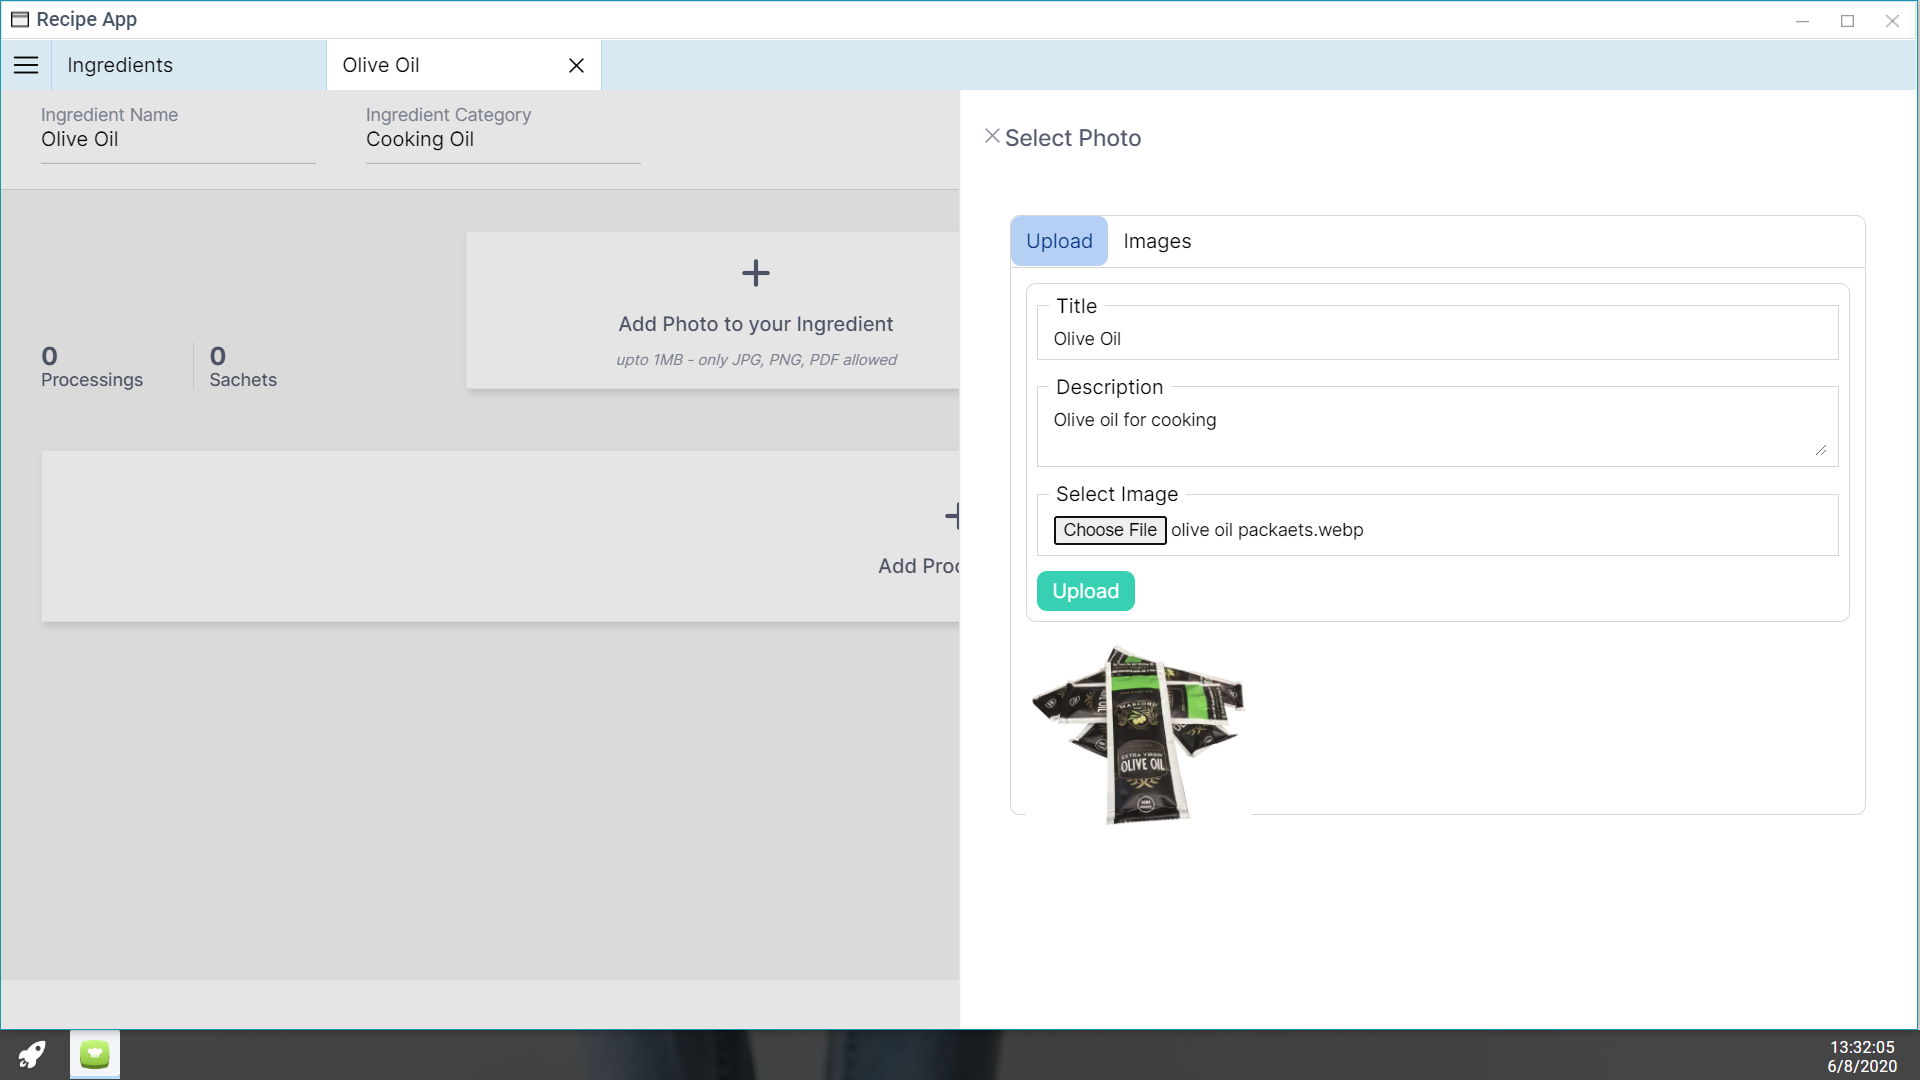 Recipe App
Ingredients
Olive Oil
Ingredient Name
Olive Oil
Ingredient Category
Cooking Oil
0
Processings
0
Sachets
Add Photo to your Ingredient
upto 1MB - only JPG, PNG, PDF allowed
Add Proc
Select Photo
Upload Images
Title
Olive Oil
Description
Olive oil for cooking
Select Image
Choose File olive oil packaets.webp
Upload
MARCONI
EXTRA VIRGIN
OLIVE OIL
13:32:05
6/8/2020